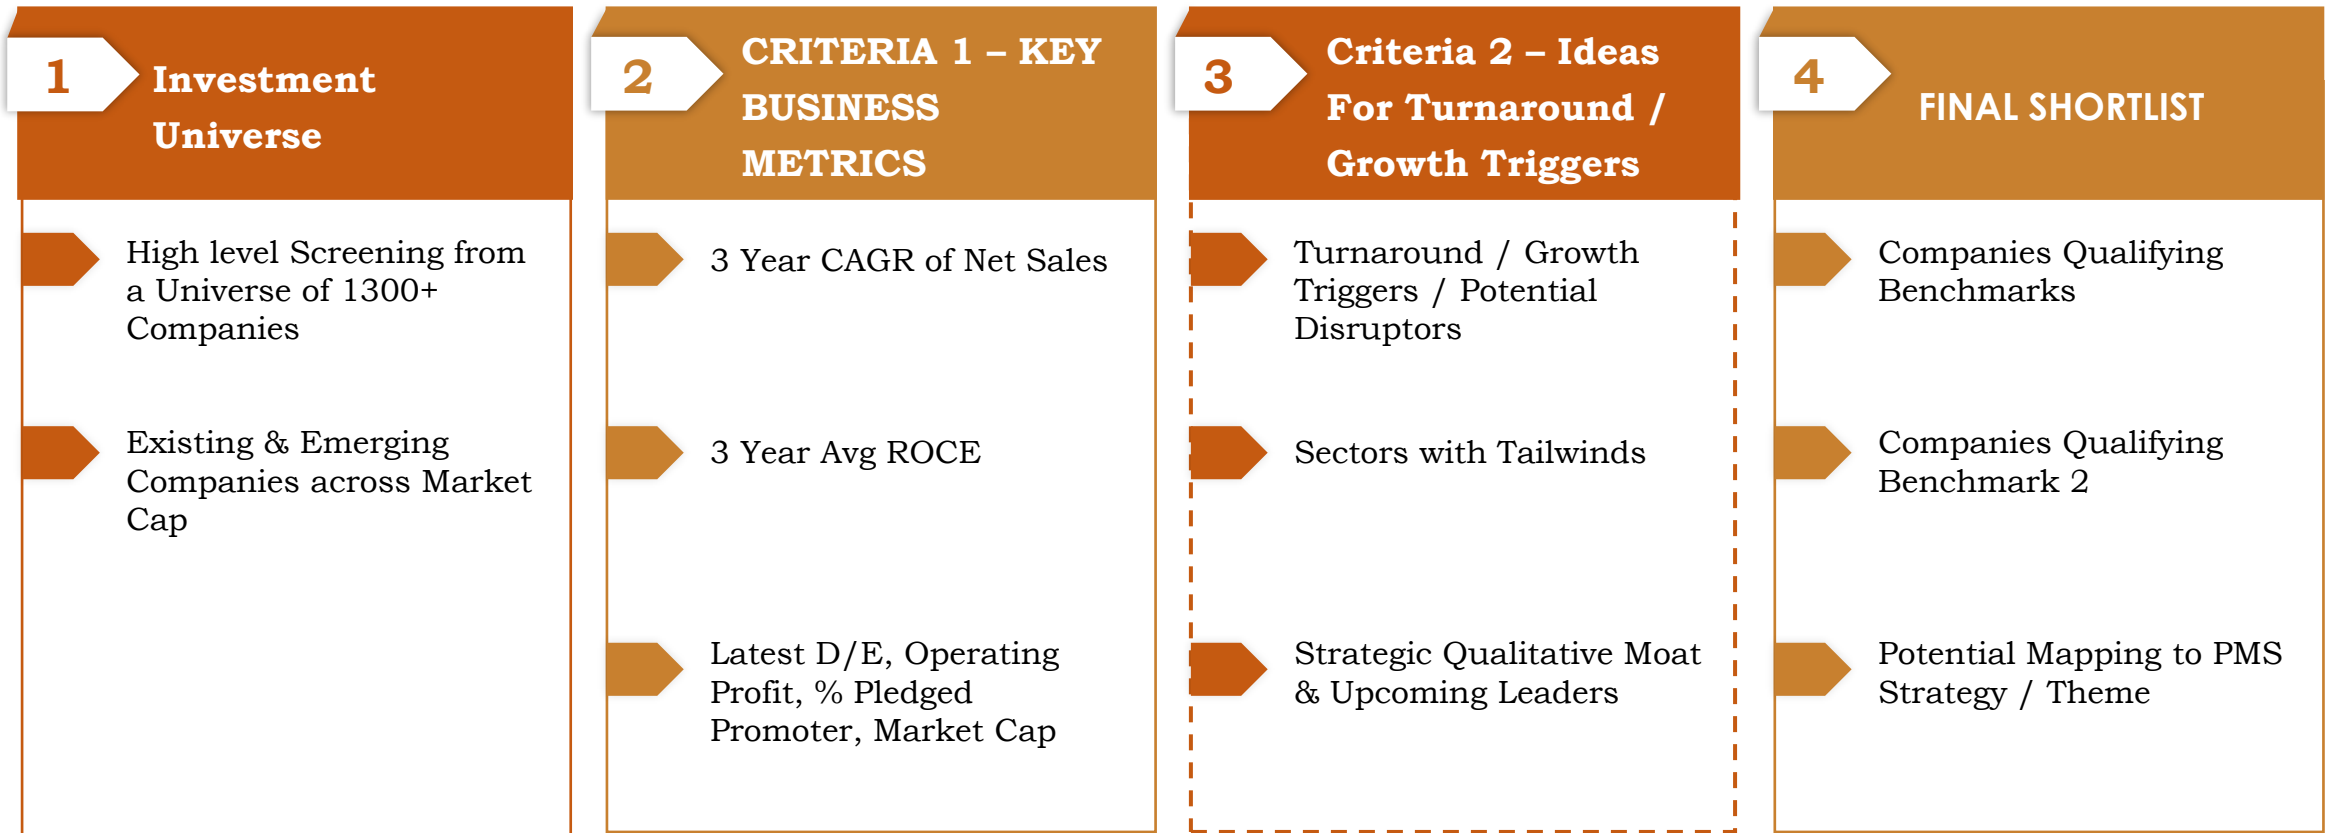 1
Investment
Universe
High level Screening from
a Universe of 1300+
Companies
Existing & Emerging
Companies across Market
Cap
2
CRITERIA 1 – KEY
BUSINESS
METRICS
3 Year CAGR of Net Sales
3 Year Avg ROCE
Latest D/E, Operating
Profit, % Pledged
Promoter, Market Cap
3
Criteria 2 – Ideas
For Turnaround /
Growth Triggers
Turnaround / Growth
Triggers / Potential
Disruptors
Sectors with Tailwinds
Strategic Qualitative Moat
& Upcoming Leaders
4
FINAL SHORTLIST
Companies Qualifying
Benchmarks
Companies Qualifying
Benchmark 2
Potential Mapping to PMS
Strategy / Theme